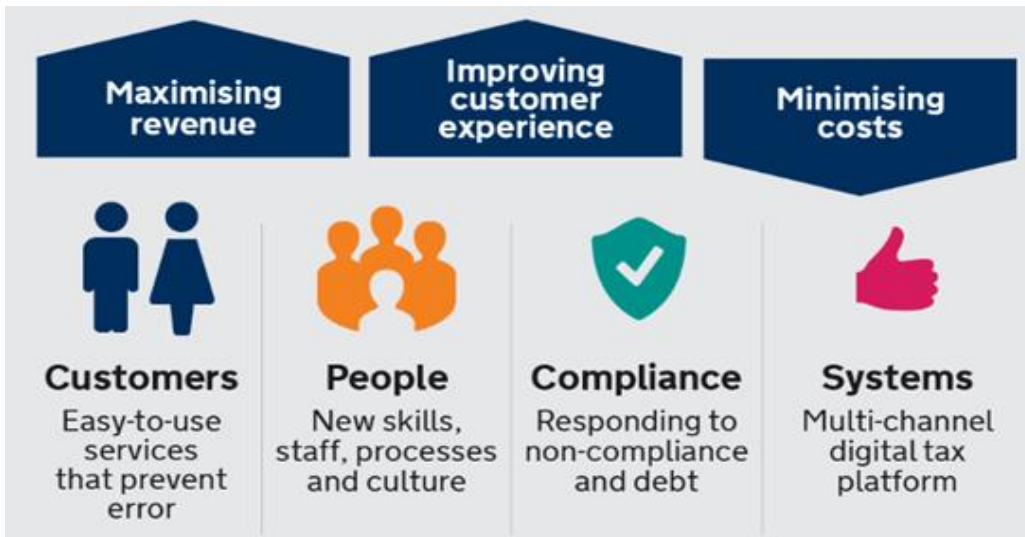 Maximising
revenue
Improving
customer
experience
Minimising
costs
Customers
Easy-to-use
services
that prevent
error
People
New skills,
staff, processes
and culture
Compliance
Responding to
non-compliance
and debt
Systems
Multi-channel
digital tax
platform